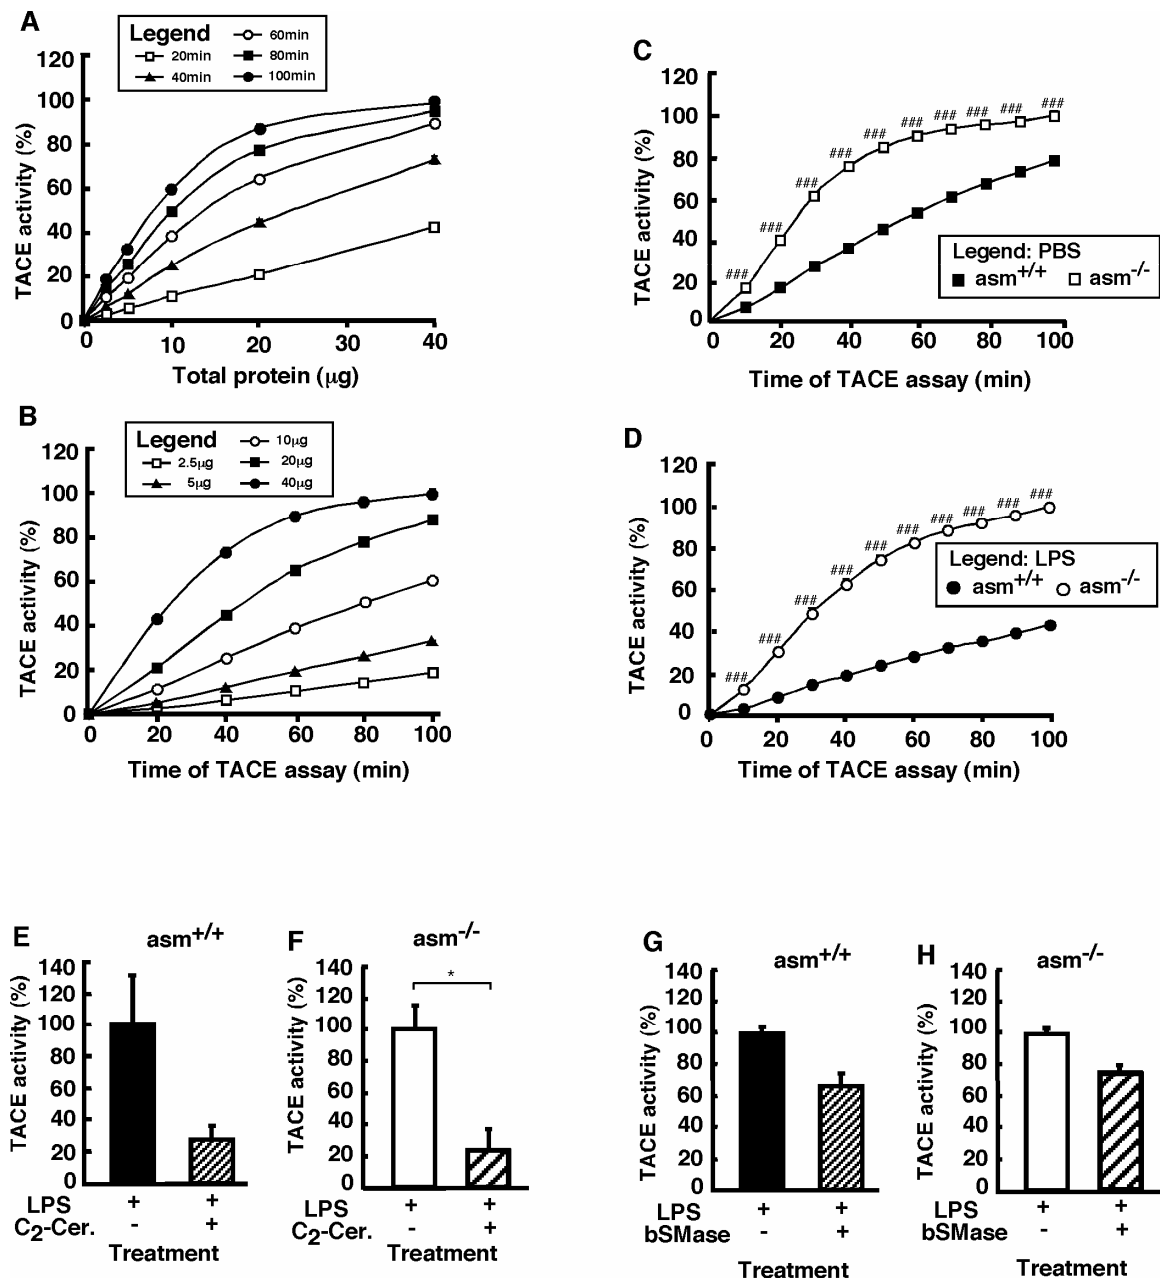 A
Legend
20min
40min
60min
80min
100min
TACE activity (%)
120
100
80
60
40
20
0
0 10 20 30 40
Total protein (μg)
B
Legend
2.5μg
5μg
10μg
20μg
40μg
TACE activity (%)
120
100
80
60
40
20
0
0 20 40 60 80 100
Time of TACE assay (min)
C
TACE activity (%)
120
100
80
60
40
20
0
### ### ### ### ### ### ### ### ### ###
Legend: PBS
asm+/+ asm-/-
0 20 40 60 80 100
Time of TACE assay (min)
D
TACE activity (%)
120
100
80
60
40
20
0
### ### ### ### ### ### ### ### ### ###
Legend: LPS
asm+/+ asm-/-
0 20 40 60 80 100
Time of TACE assay (min)
E
asm+/+
TACE activity (%)
140
120
100
80
60
40
20
0
LPS + +
C2-Cer. - +
Treatment
F
asm-/-
TACE activity (%)
140
120
100
80
60
40
20
0
*
LPS + +
C2-Cer. - +
Treatment
G
asm+/+
TACE activity (%)
140
120
100
80
60
40
20
0
LPS + +
bSMase - +
Treatment
H
asm-/-
TACE activity (%)
140
120
100
80
60
40
20
0
LPS + +
bSMase - +
Treatment